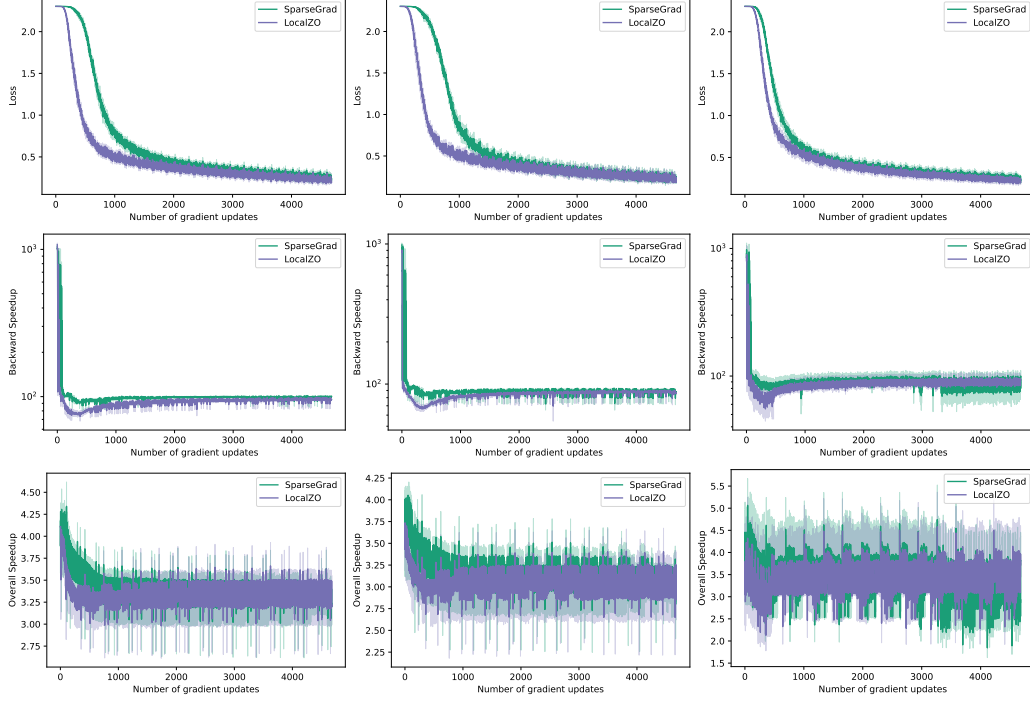 SparseGrad
LocalZO
Loss
2.0
1.5
1.0
0.5
0 1000 2000 3000 4000
Number of gradient updates
SparseGrad
LocalZO
Loss
2.0
1.5
1.0
0.5
0 1000 2000 3000 4000
Number of gradient updates
SparseGrad
LocalZO
Loss
2.0
1.5
1.0
0.5
0 1000 2000 3000 4000
Number of gradient updates
SparseGrad
LocalZO
Backward Speedup
10³
10²
0 1000 2000 3000 4000
Number of gradient updates
SparseGrad
LocalZO
Backward Speedup
10³
10²
0 1000 2000 3000 4000
Number of gradient updates
SparseGrad
LocalZO
Backward Speedup
10³
10²
0 1000 2000 3000 4000
Number of gradient updates
SparseGrad
LocalZO
Overall Speedup
4.50
4.25
4.00
3.75
3.50
3.25
3.00
2.75
0 1000 2000 3000 4000
Number of gradient updates
SparseGrad
LocalZO
Overall Speedup
4.25
4.00
3.75
3.50
3.25
3.00
2.75
2.50
2.25
0 1000 2000 3000 4000
Number of gradient updates
SparseGrad
LocalZO
Overall Speedup
5.5
5.0
4.5
4.0
3.5
3.0
2.5
2.0
1.5
0 1000 2000 3000 4000
Number of gradient updates